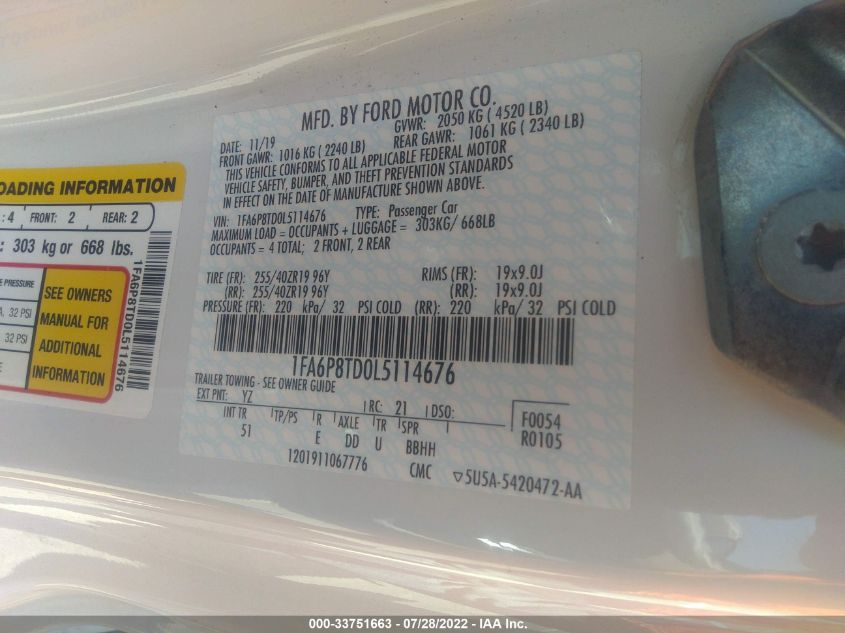 MFD. BY FORD MOTOR CO.
DATE: 11/19 GVWR: 2050 KG ( 4520 LB)
FRONT GAWR: 1016 KG ( 2240 LB) REAR GAWR: 1061 KG ( 2340 LB)
THIS VEHICLE CONFORMS TO ALL APPLICABLE FEDERAL MOTOR
VEHICLE SAFETY, BUMPER, AND THEFT PREVENTION STANDARDS
IN EFFECT ON THE DATE OF MANUFACTURE SHOWN ABOVE.
VIN: 1FA6P8TD0L5114676 TYPE: Passenger Car
MAXIMUM LOAD = OCCUPANTS + LUGGAGE = 303KG/ 668LB
OCCUPANTS = 4 TOTAL; 2 FRONT, 2 REAR
TIRE (FR): 255/40ZR19 96Y RIMS (FR): 19x9.0J
(RR): 255/40ZR19 96Y (RR): 19x9.0J
PRESSURE (FR): 220 kPa/ 32 PSI COLD (RR): 220 kPa/ 32 PSI COLD
1FA6P8TD0L5114676
TRAILER TOWING - SEE OWNER GUIDE
EXT PNT: YZ RC: 21 DSO:
INT TR TP/PS R AXLE TR SPR F0054
51 E DD U BBHH R0105
1201911067776 CMC ▽5U5A-5420472-AA
OADING INFORMATION
: 4 FRONT: 2 REAR: 2
: 303 kg or 668 lbs.
PRESSURE
32 PSI
32 PSI
SEE OWNERS
MANUAL FOR
ADDITIONAL
INFORMATION
1FA6P8TD0L5114676
000-33751663 - 07/28/2022 - IAA Inc.